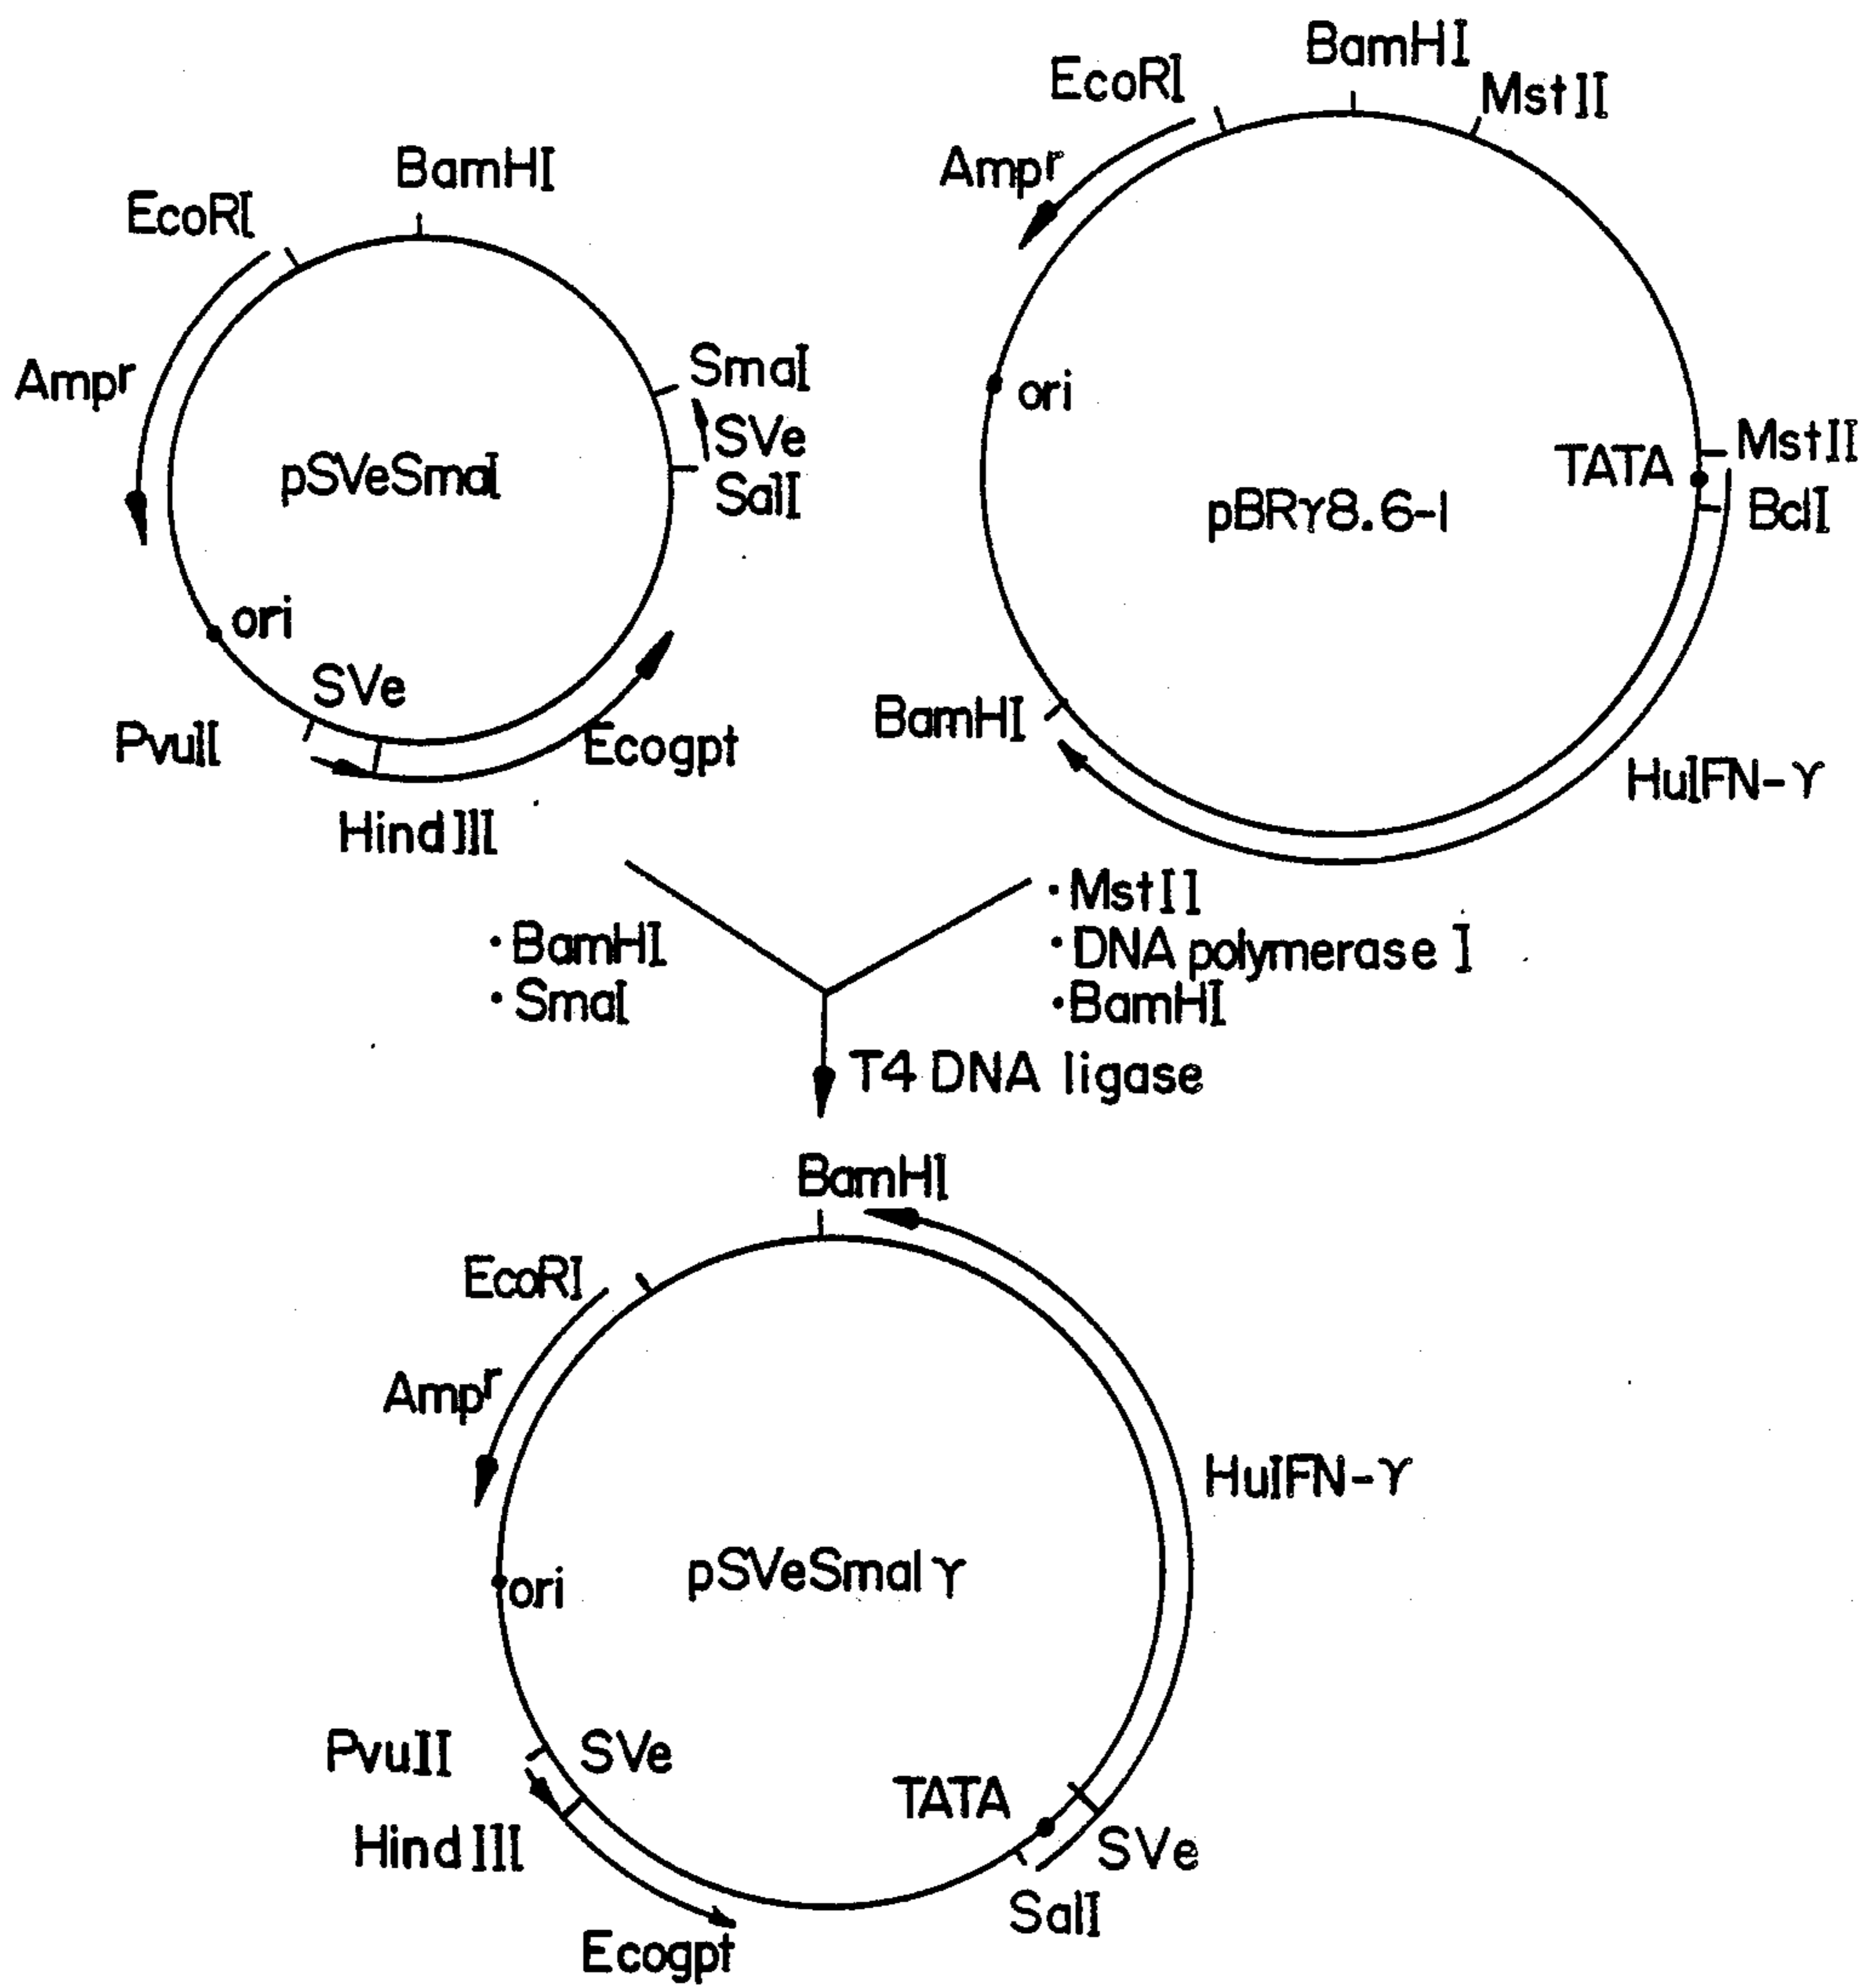 BamHI
EcoRI
Ampr
SmaI
SVe
SalI
pSVeSmaI
ori
SVe
PvuII
Ecogpt
HindIII
BamHI
EcoRI
MstII
Ampr
ori
MstII
TATA
BclI
pBRγ8.6-1
BamHI
HuIFN-γ
·BamHI
·SmaI
·MstII
·DNA polymerase I
·BamHI
T4 DNA ligase
BamHI
EcoRI
Ampr
HuIFN-γ
pSVeSmaIγ
ori
PvuII
SVe
TATA
HindIII
SVe
SalI
Ecogpt